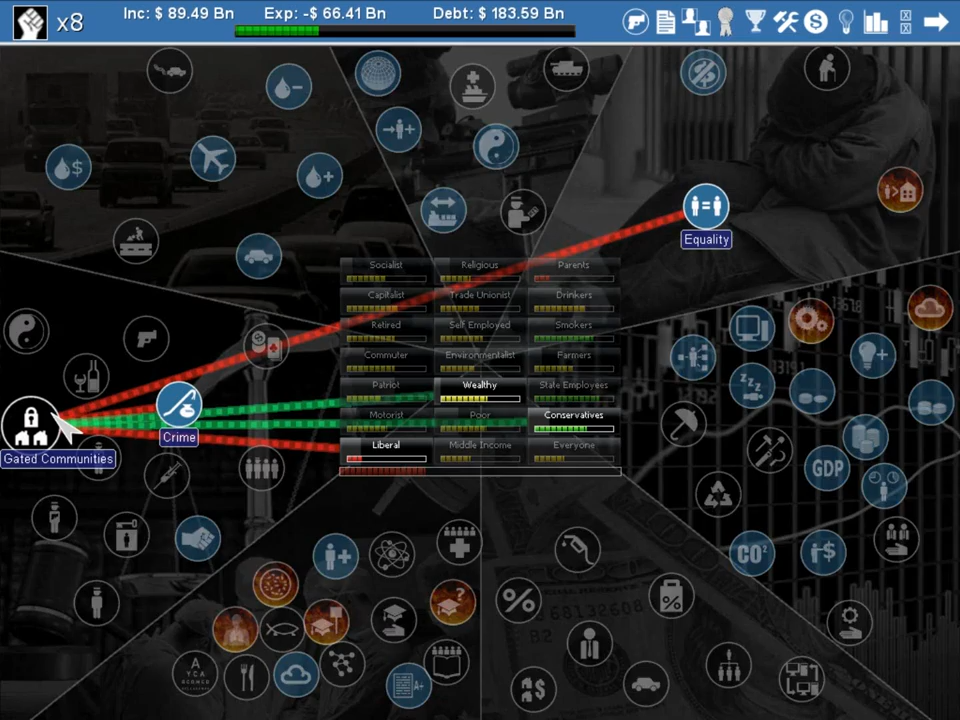 x8
Inc: $ 89.49 Bn
Exp: -$ 66.41 Bn
Debt: $ 183.59 Bn
Equality
Socialist
Religious
Parents
Capitalist
Trade Unionist
Drinkers
Retired
Self Employed
Smokers
Commuter
Environmentalist
Farmers
Patriot
Wealthy
State Employees
Motorist
Poor
Conservatives
Liberal
Middle Income
Everyone
Crime
Gated Communities
GDP
CO²
A
YCA
A+